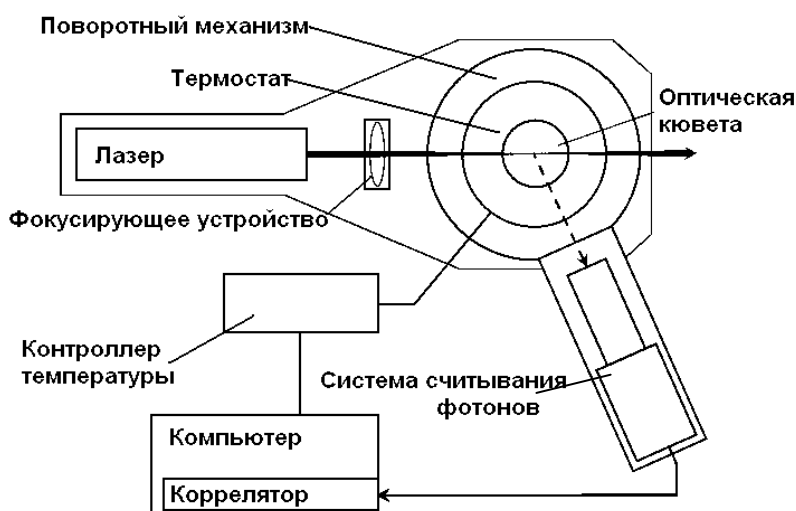 Поворотный механизм
Термостат
Оптическая
кювета
Лазер
Фокусирующее устройство
Контроллер
температуры
Система считывания
фотонов
Компьютер
Коррелятор